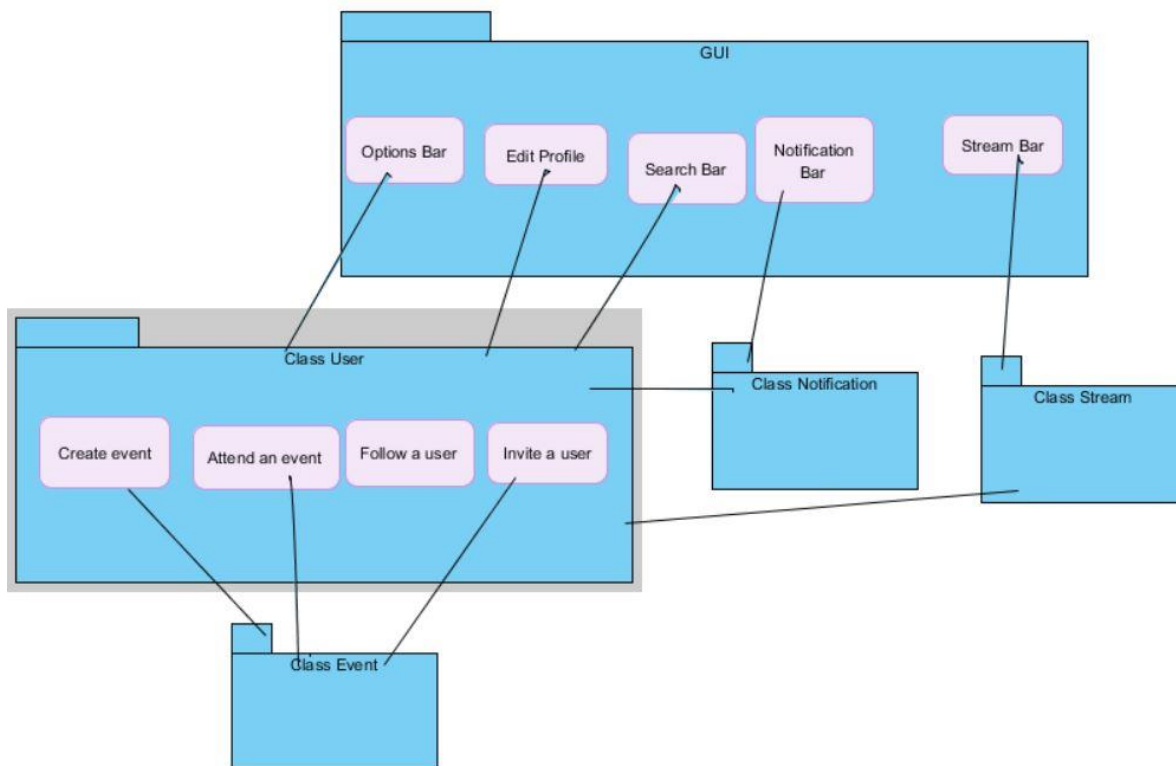 GUI
Options Bar
Edit Profile
Search Bar
Notification
Bar
Stream Bar
Class User
Class Notification
Class Stream
Create event
Attend an event
Follow a user
Invite a user
Class Event